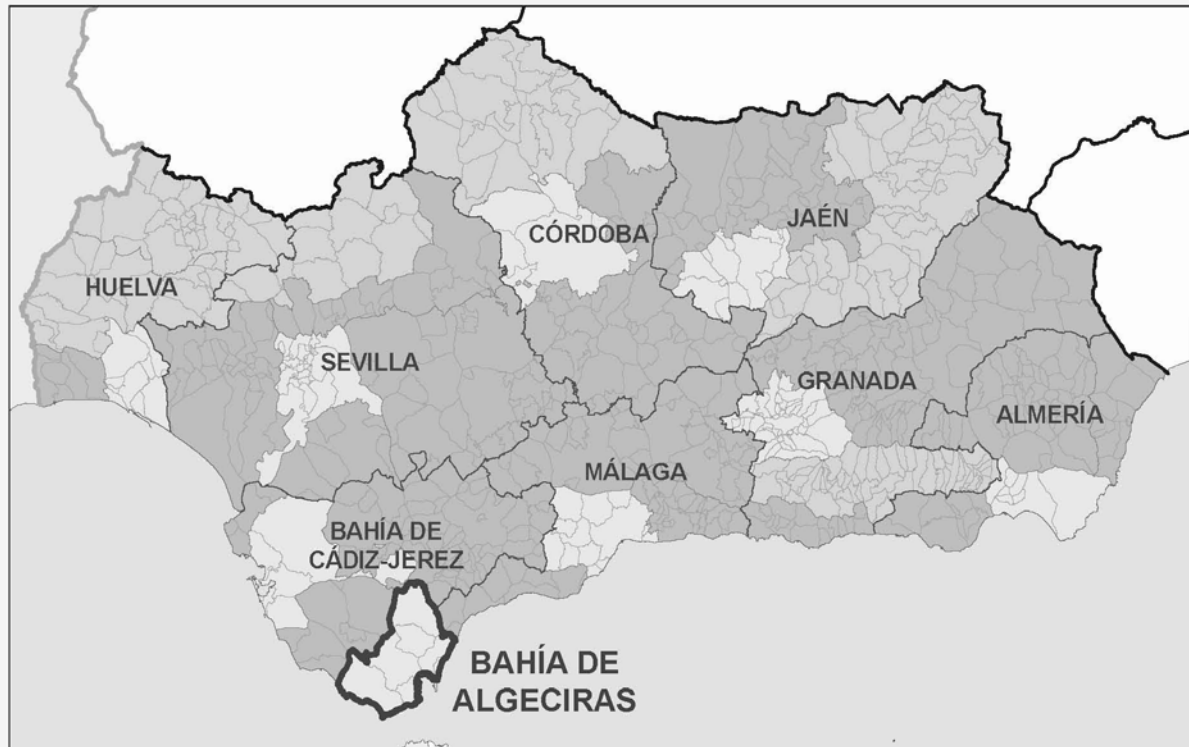 CÓRDOBA
JAÉN
HUELVA
SEVILLA
GRANADA
ALMERÍA
MÁLAGA
BAHÍA DE
CÁDIZ-JEREZ
BAHÍA DE
ALGECIRAS